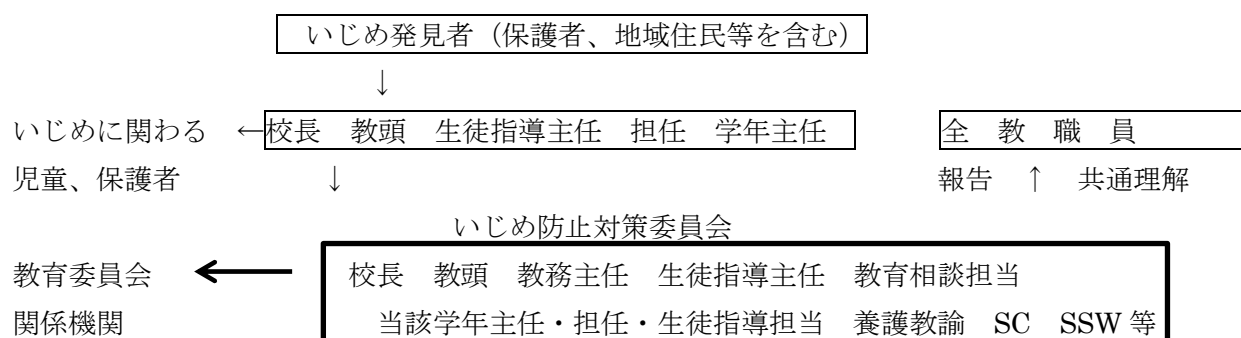 いじめ発見者（保護者、地域住民等を含む）
↓
いじめに関わる ←校長 教頭 生徒指導主任 担任 学年主任 全 教 職 員
児童、保護者 ↓ 報告 ↑ 共通理解
いじめ防止対策委員会
教育委員会 ← 校長 教頭 教務主任 生徒指導主任 教育相談担当
関係機関 当該学年主任・担任・生徒指導担当 養護教諭 SC SSW 等